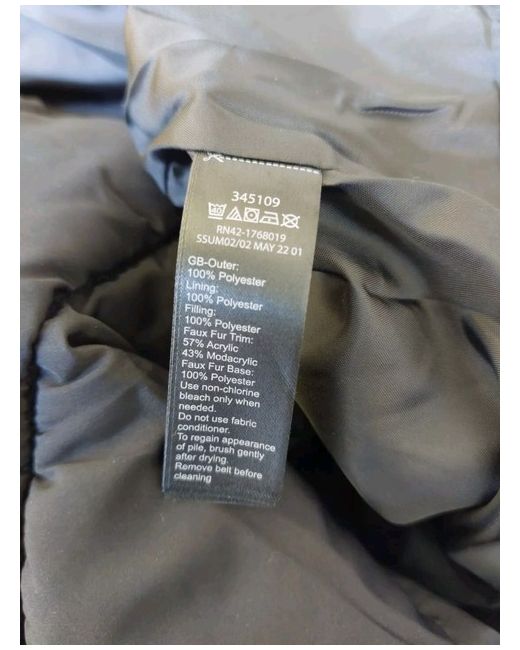 345109
RN42-1768019
SSUM02/02 MAY 22 01
GB-Outer:
100% Polyester
Lining:
100% Polyester
Filling:
100% Polyester
Faux Fur Trim:
57% Acrylic
43% Modacrylic
Faux Fur Base:
100% Polyester
Use non-chlorine
bleach only when
needed.
Do not use fabric
conditioner.
To regain appearance
of pile, brush gently
after drying.
Remove belt before
cleaning